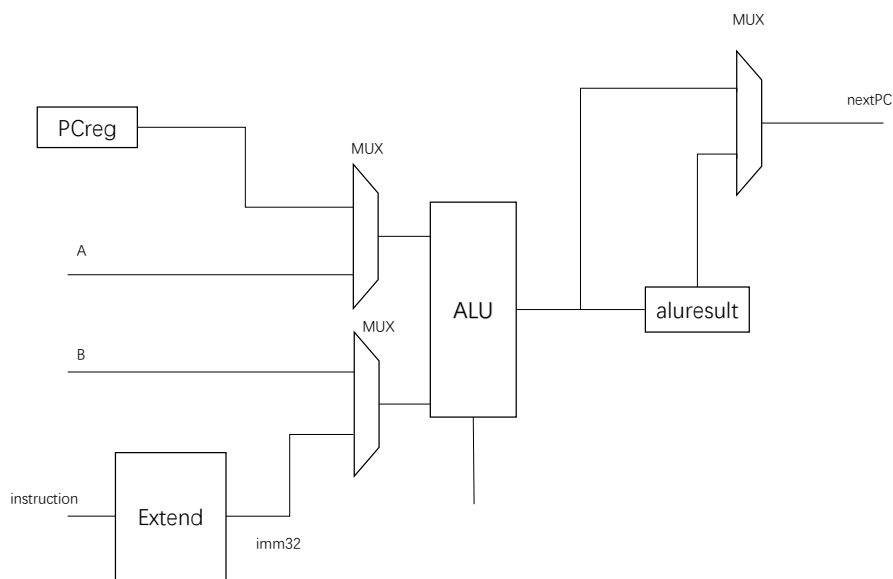 MUX
nextPC
PCreg
MUX
A
ALU
aluresult
MUX
B
instruction
Extend
imm32